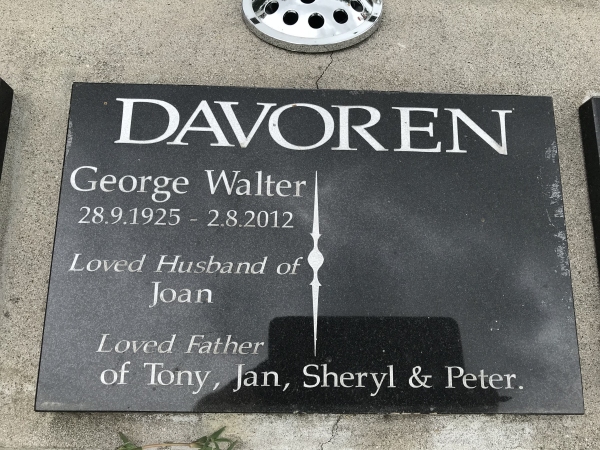 DAVOREN
George Walter
28.9.1925 - 2.8.2012
Loved Husband of
Joan
Loved Father
of Tony, Jan, Sheryl & Peter.